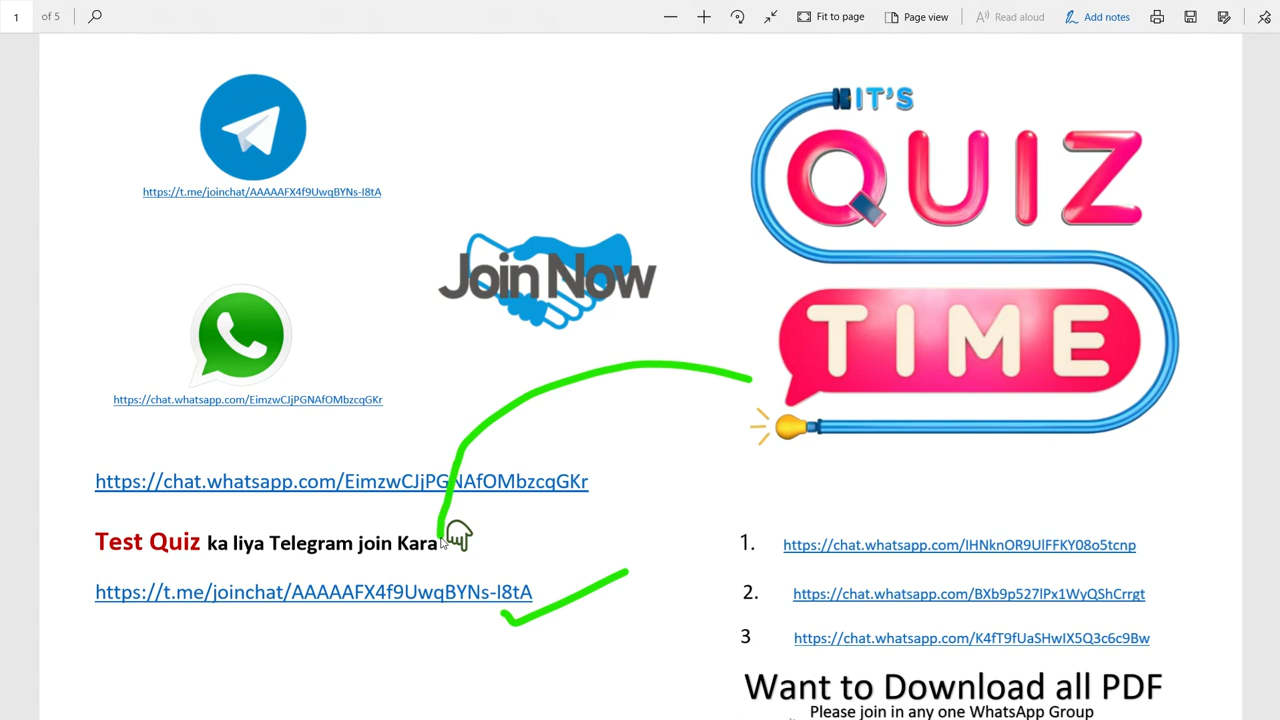 1 of 5 Fit to page Page view Read aloud Add notes
https://t.me/joinchat/AAAAAFX4f9UwqBYNs-I8tA
IT'S
QUIZ
TIME
Join Now
https://chat.whatsapp.com/EimzwCJjPGNAfOMbzcqGKr
https://chat.whatsapp.com/EimzwCJjPGNAfOMbzcqGKr
Test Quiz ka liya Telegram join Kara
https://t.me/joinchat/AAAAAFX4f9UwqBYNs-I8tA
1. https://chat.whatsapp.com/IHNknOR9UlFFKY08o5tcnp
2. https://chat.whatsapp.com/BXb9p527lPx1WyQShCrrgt
3 https://chat.whatsapp.com/K4fT9fUaSHwIX5Q3c6c9Bw
Want to Download all PDF
Please join in any one WhatsApp Group